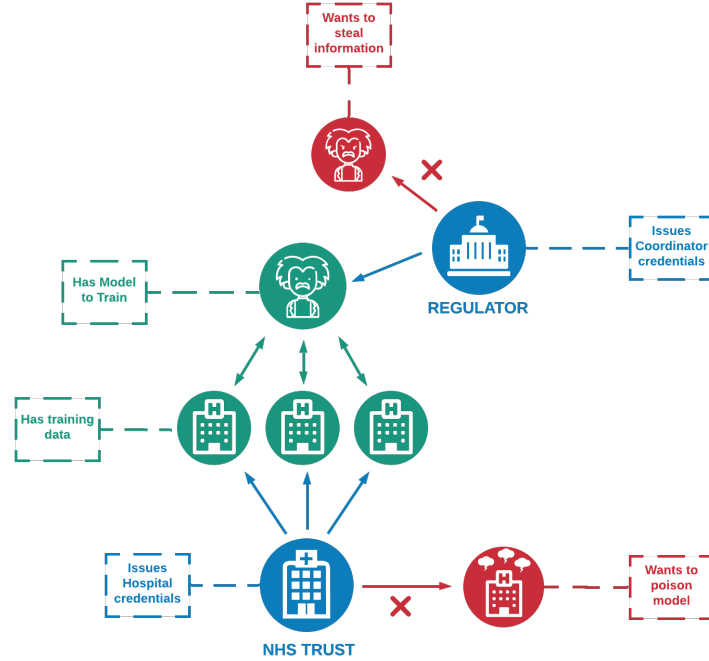 Wants to
steal
information
Issues
Coordinator
credentials
REGULATOR
Has Model
to Train
H
H
H
Has training
data
Issues
Hospital
credentials
NHS TRUST
H
Wants to
poison
model